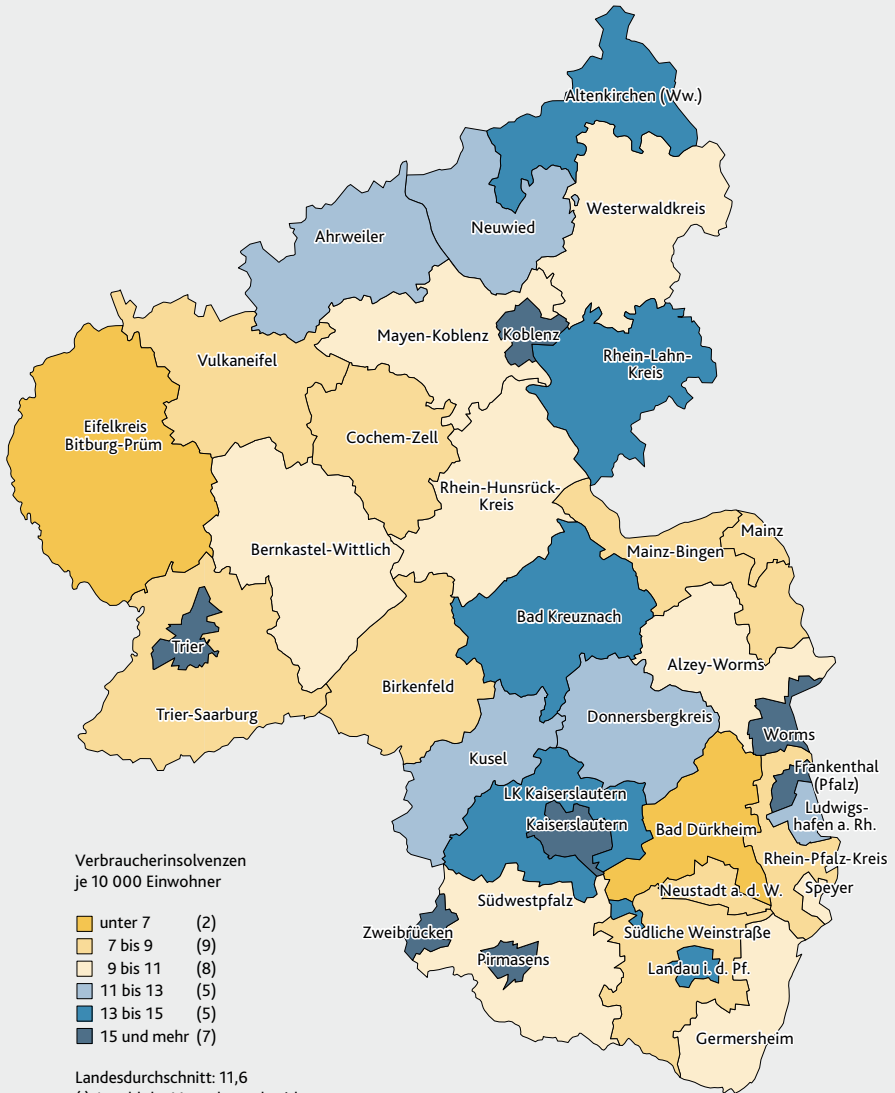 Altenkirchen (Ww.)
Westerwaldkreis
Neuwied
Ahrweiler
Mayen-Koblenz
Koblenz
Rhein-Lahn-
Kreis
Vulkaneifel
Eifelkreis
Bitburg-Prüm
Cochem-Zell
Rhein-Hunsrück-
Kreis
Mainz
Mainz-Bingen
Bernkastel-Wittlich
Bad Kreuznach
Trier
Alzey-Worms
Birkenfeld
Trier-Saarburg
Donnersbergkreis
Worms
Kusel
Frankenthal
(Pfalz)
LK Kaiserslautern
Ludwigs-
hafen a. Rh.
Kaiserslautern
Bad Dürkheim
Rhein-Pfalz-Kreis
Neustadt a. d. W.
Speyer
Südwestpfalz
Zweibrücken
Südliche Weinstraße
Pirmasens
Landau i. d. Pf.
Germersheim
Verbraucherinsolvenzen
je 10 000 Einwohner
unter 7 (2)
7 bis 9 (9)
9 bis 11 (8)
11 bis 13 (5)
13 bis 15 (5)
15 und mehr (7)
Landesdurchschnitt: 11,6